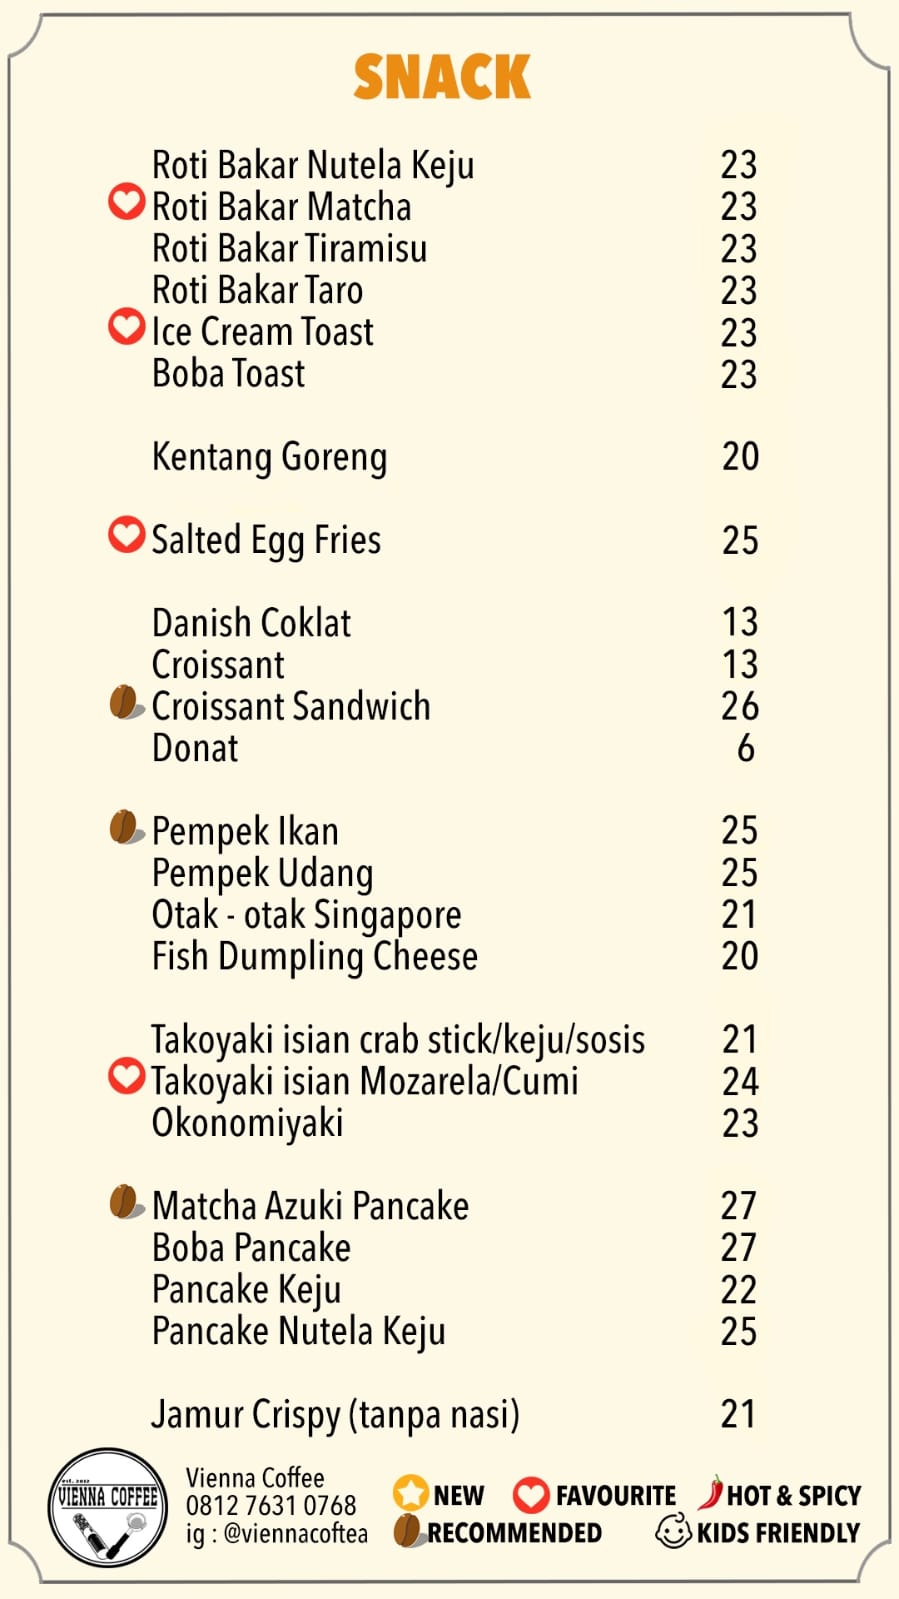 SNACK
Roti Bakar Nutela Keju 23
Roti Bakar Matcha 23
Roti Bakar Tiramisu 23
Roti Bakar Taro 23
Ice Cream Toast 23
Boba Toast 23
Kentang Goreng 20
Salted Egg Fries 25
Danish Coklat 13
Croissant 13
Croissant Sandwich 26
Donat 6
Pempek Ikan 25
Pempek Udang 25
Otak - otak Singapore 21
Fish Dumpling Cheese 20
Takoyaki isian crab stick/keju/sosis 21
Takoyaki isian Mozarela/Cumi 24
Okonomiyaki 23
Matcha Azuki Pancake 27
Boba Pancake 27
Pancake Keju 22
Pancake Nutela Keju 25
Jamur Crispy (tanpa nasi) 21
est. 2012
VIENNA COFFEE
Vienna Coffee
0812 7631 0768
ig : @viennacoftea
NEW FAVOURITE HOT & SPICY
RECOMMENDED KIDS FRIENDLY